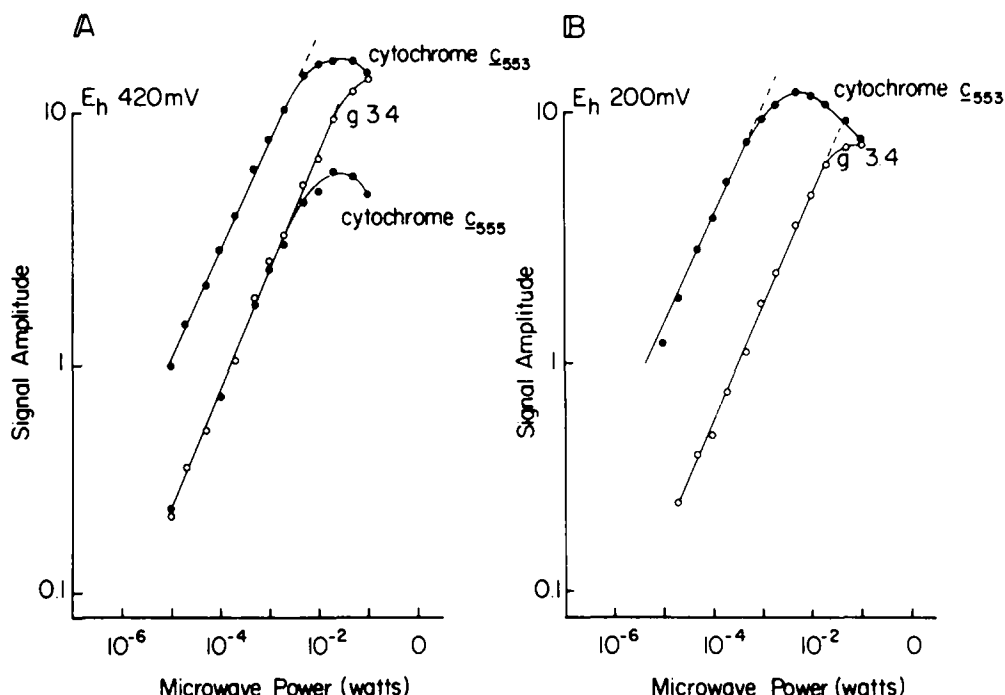 A
E_h 420mV
cytochrome c_553
g 3.4
cytochrome c_555
10
1
0.1
Signal Amplitude
10^-6 10^-4 10^-2 0
Microwave Power (watts)
B
E_h 200mV
cytochrome c_553
g 3.4
10
1
0.1
Signal Amplitude
10^-6 10^-4 10^-2 0
Microwave Power (watts)